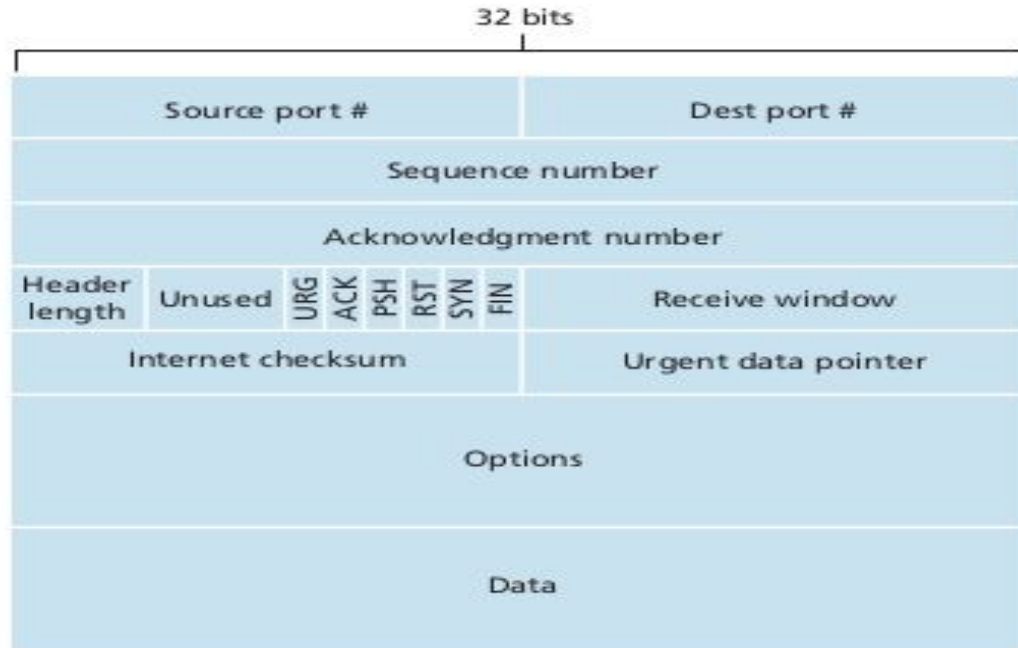 32 bits
Source port #
Dest port #
Sequence number
Acknowledgment number
Header
length
Unused
URG
ACK
PSH
RST
SYN
FIN
Receive window
Internet checksum
Urgent data pointer
Options
Data